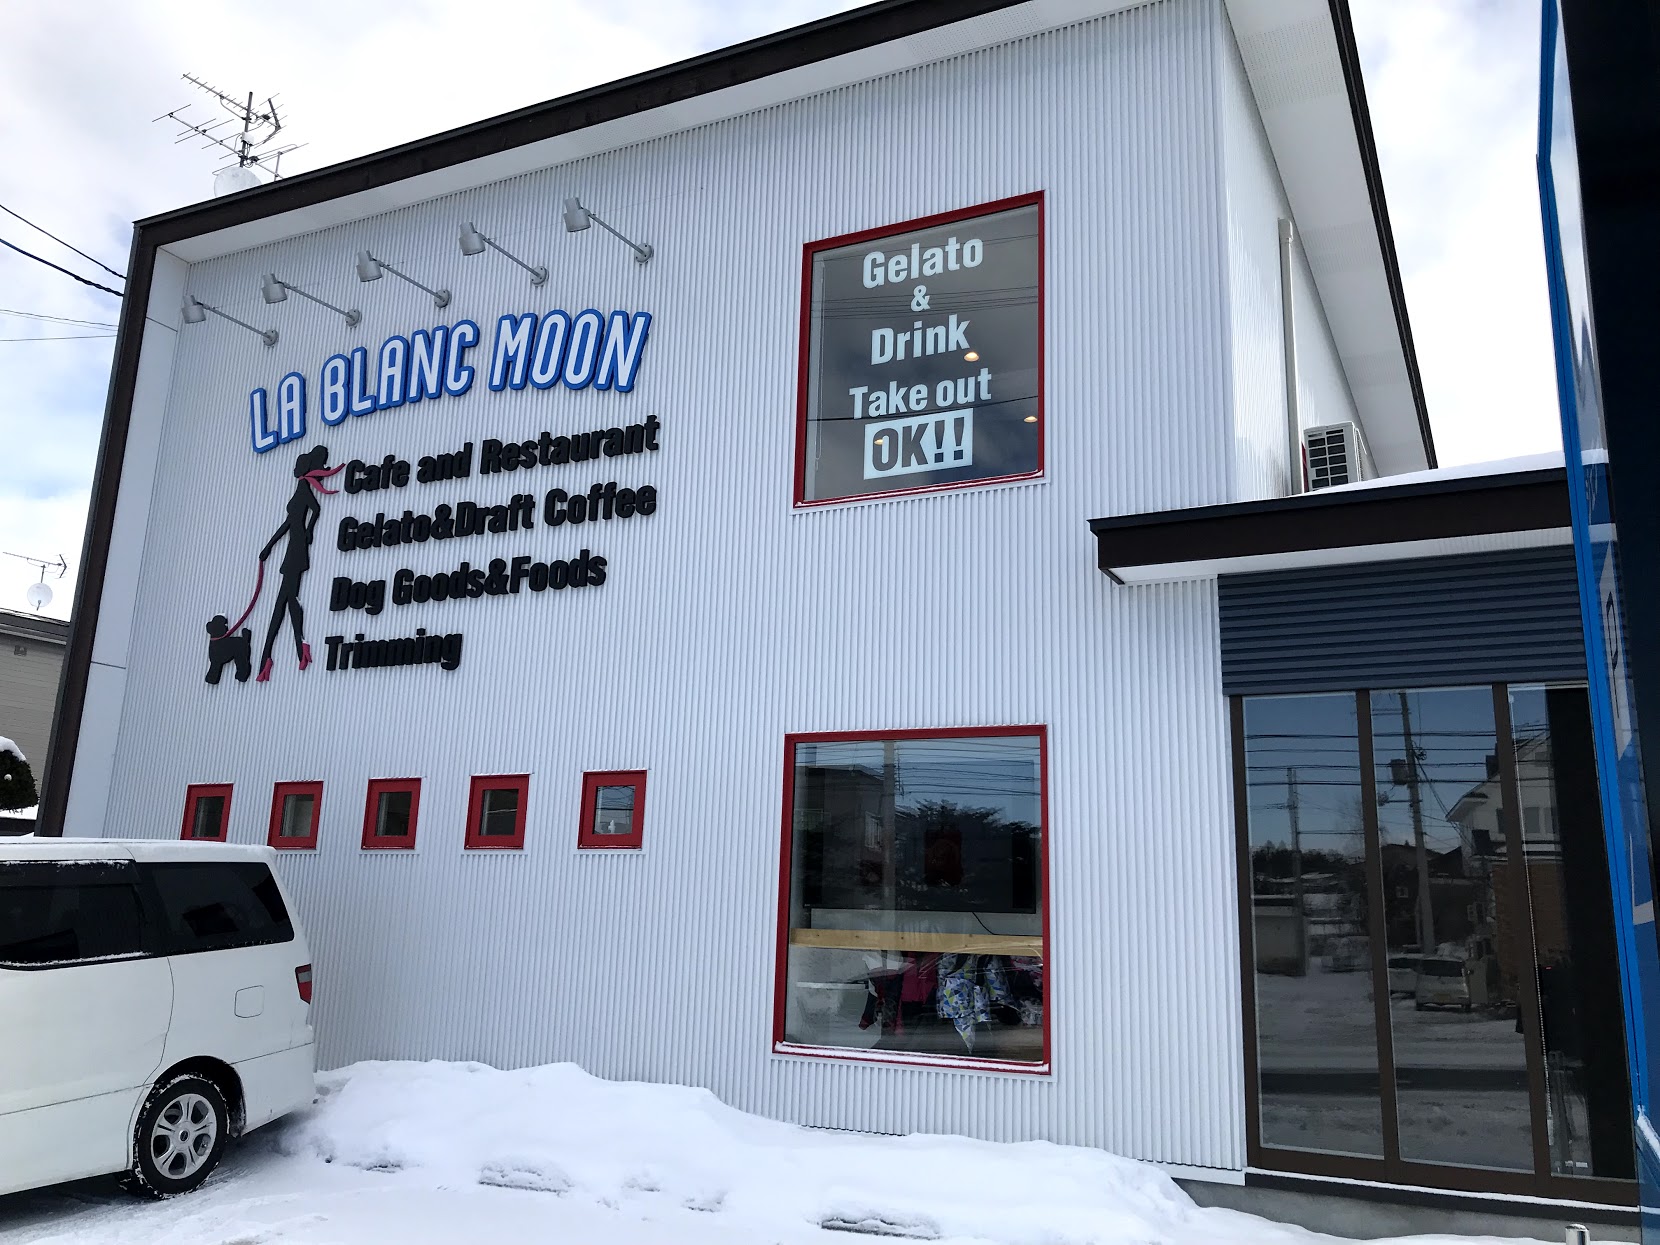 LA BLANC MOON
Cafe and Restaurant
Gelato&Draft Coffee
Dog Goods&Foods
Trimming
Gelato
&
Drink
Take out
OK!!